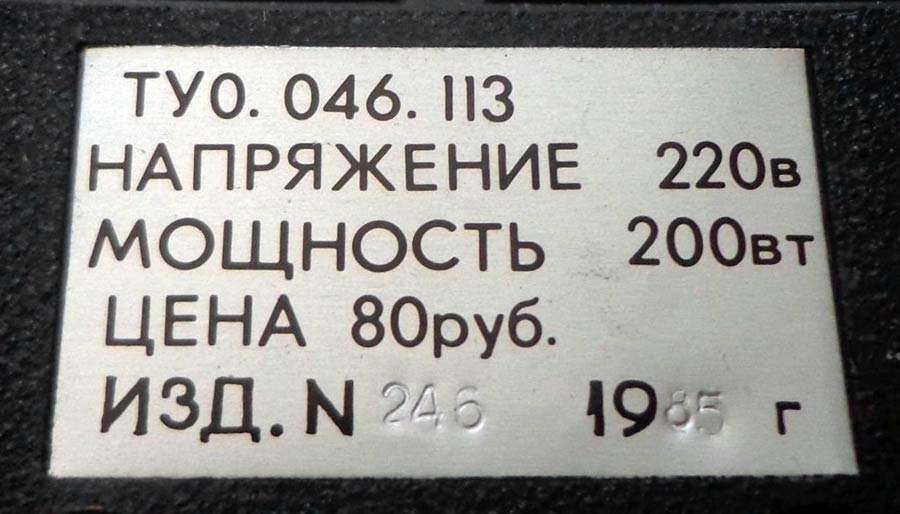 ТУ0. 046. 113
НАПРЯЖЕНИЕ 220в
МОЩНОСТЬ 200вт
ЦЕНА 80руб.
ИЗД. N 246 1985 г